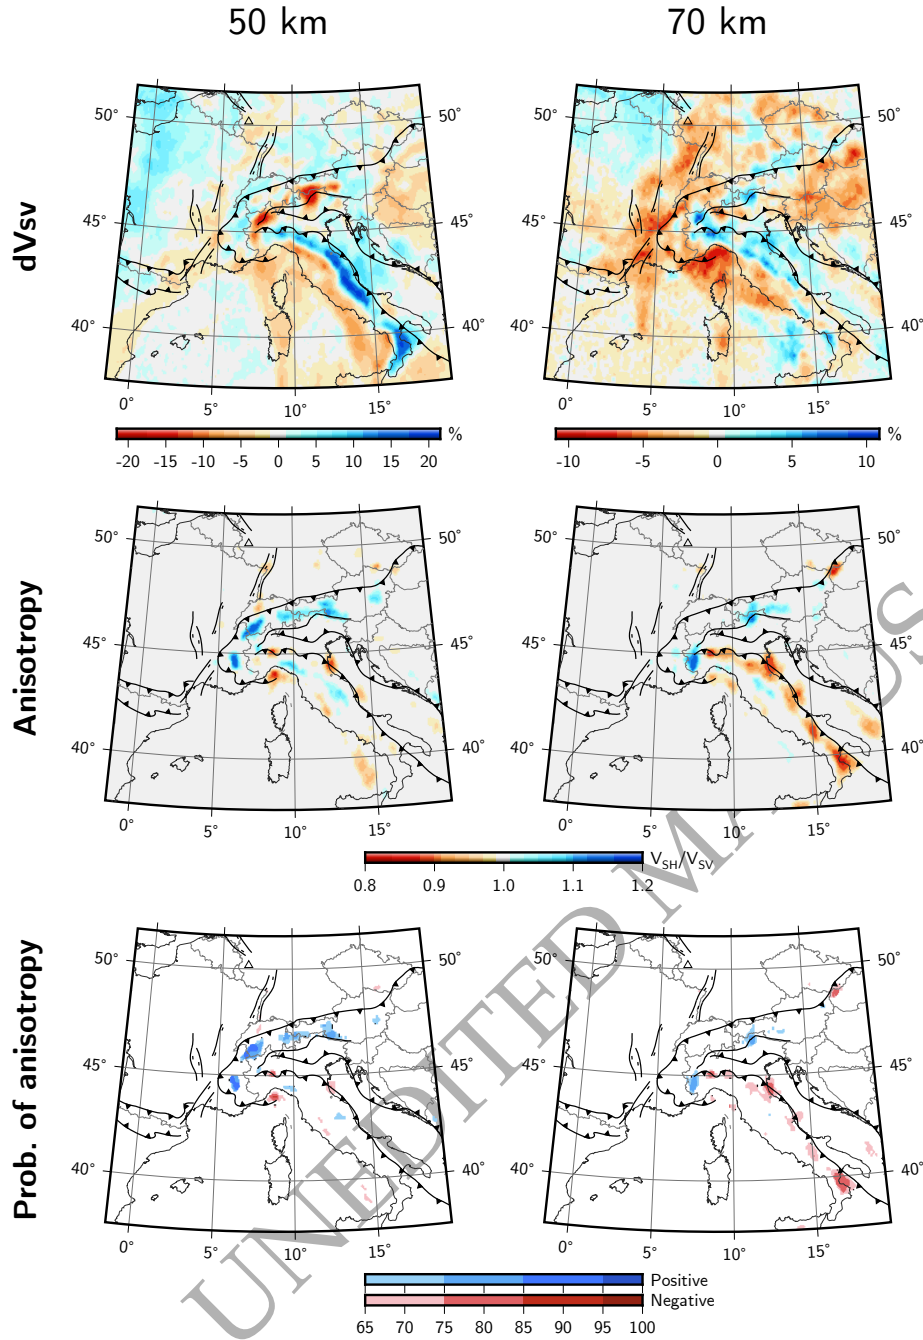 50 km 70 km
dVsv
50° 50° 50° 50°
45° 45° 45° 45°
40° 40° 40° 40°
0° 5° 10° 15° 0° 5° 10° 15°
-20 -15 -10 -5 0 5 10 15 20 % -10 -5 0 5 10 %
Anisotropy
50° 50° 50° 50°
45° 45° 45° 45°
40° 40° 40° 40°
0° 5° 10° 15° 0° 5° 10° 15°
VSH/VSV
0.8 0.9 1.0 1.1 1.2
Prob. of anisotropy
50° 50° 50° 50°
45° 45° 45° 45°
40° 40° 40° 40°
0° 5° 10° 15° 0° 5° 10° 15°
Positive
Negative
65 70 75 80 85 90 95 100
UNEDITED